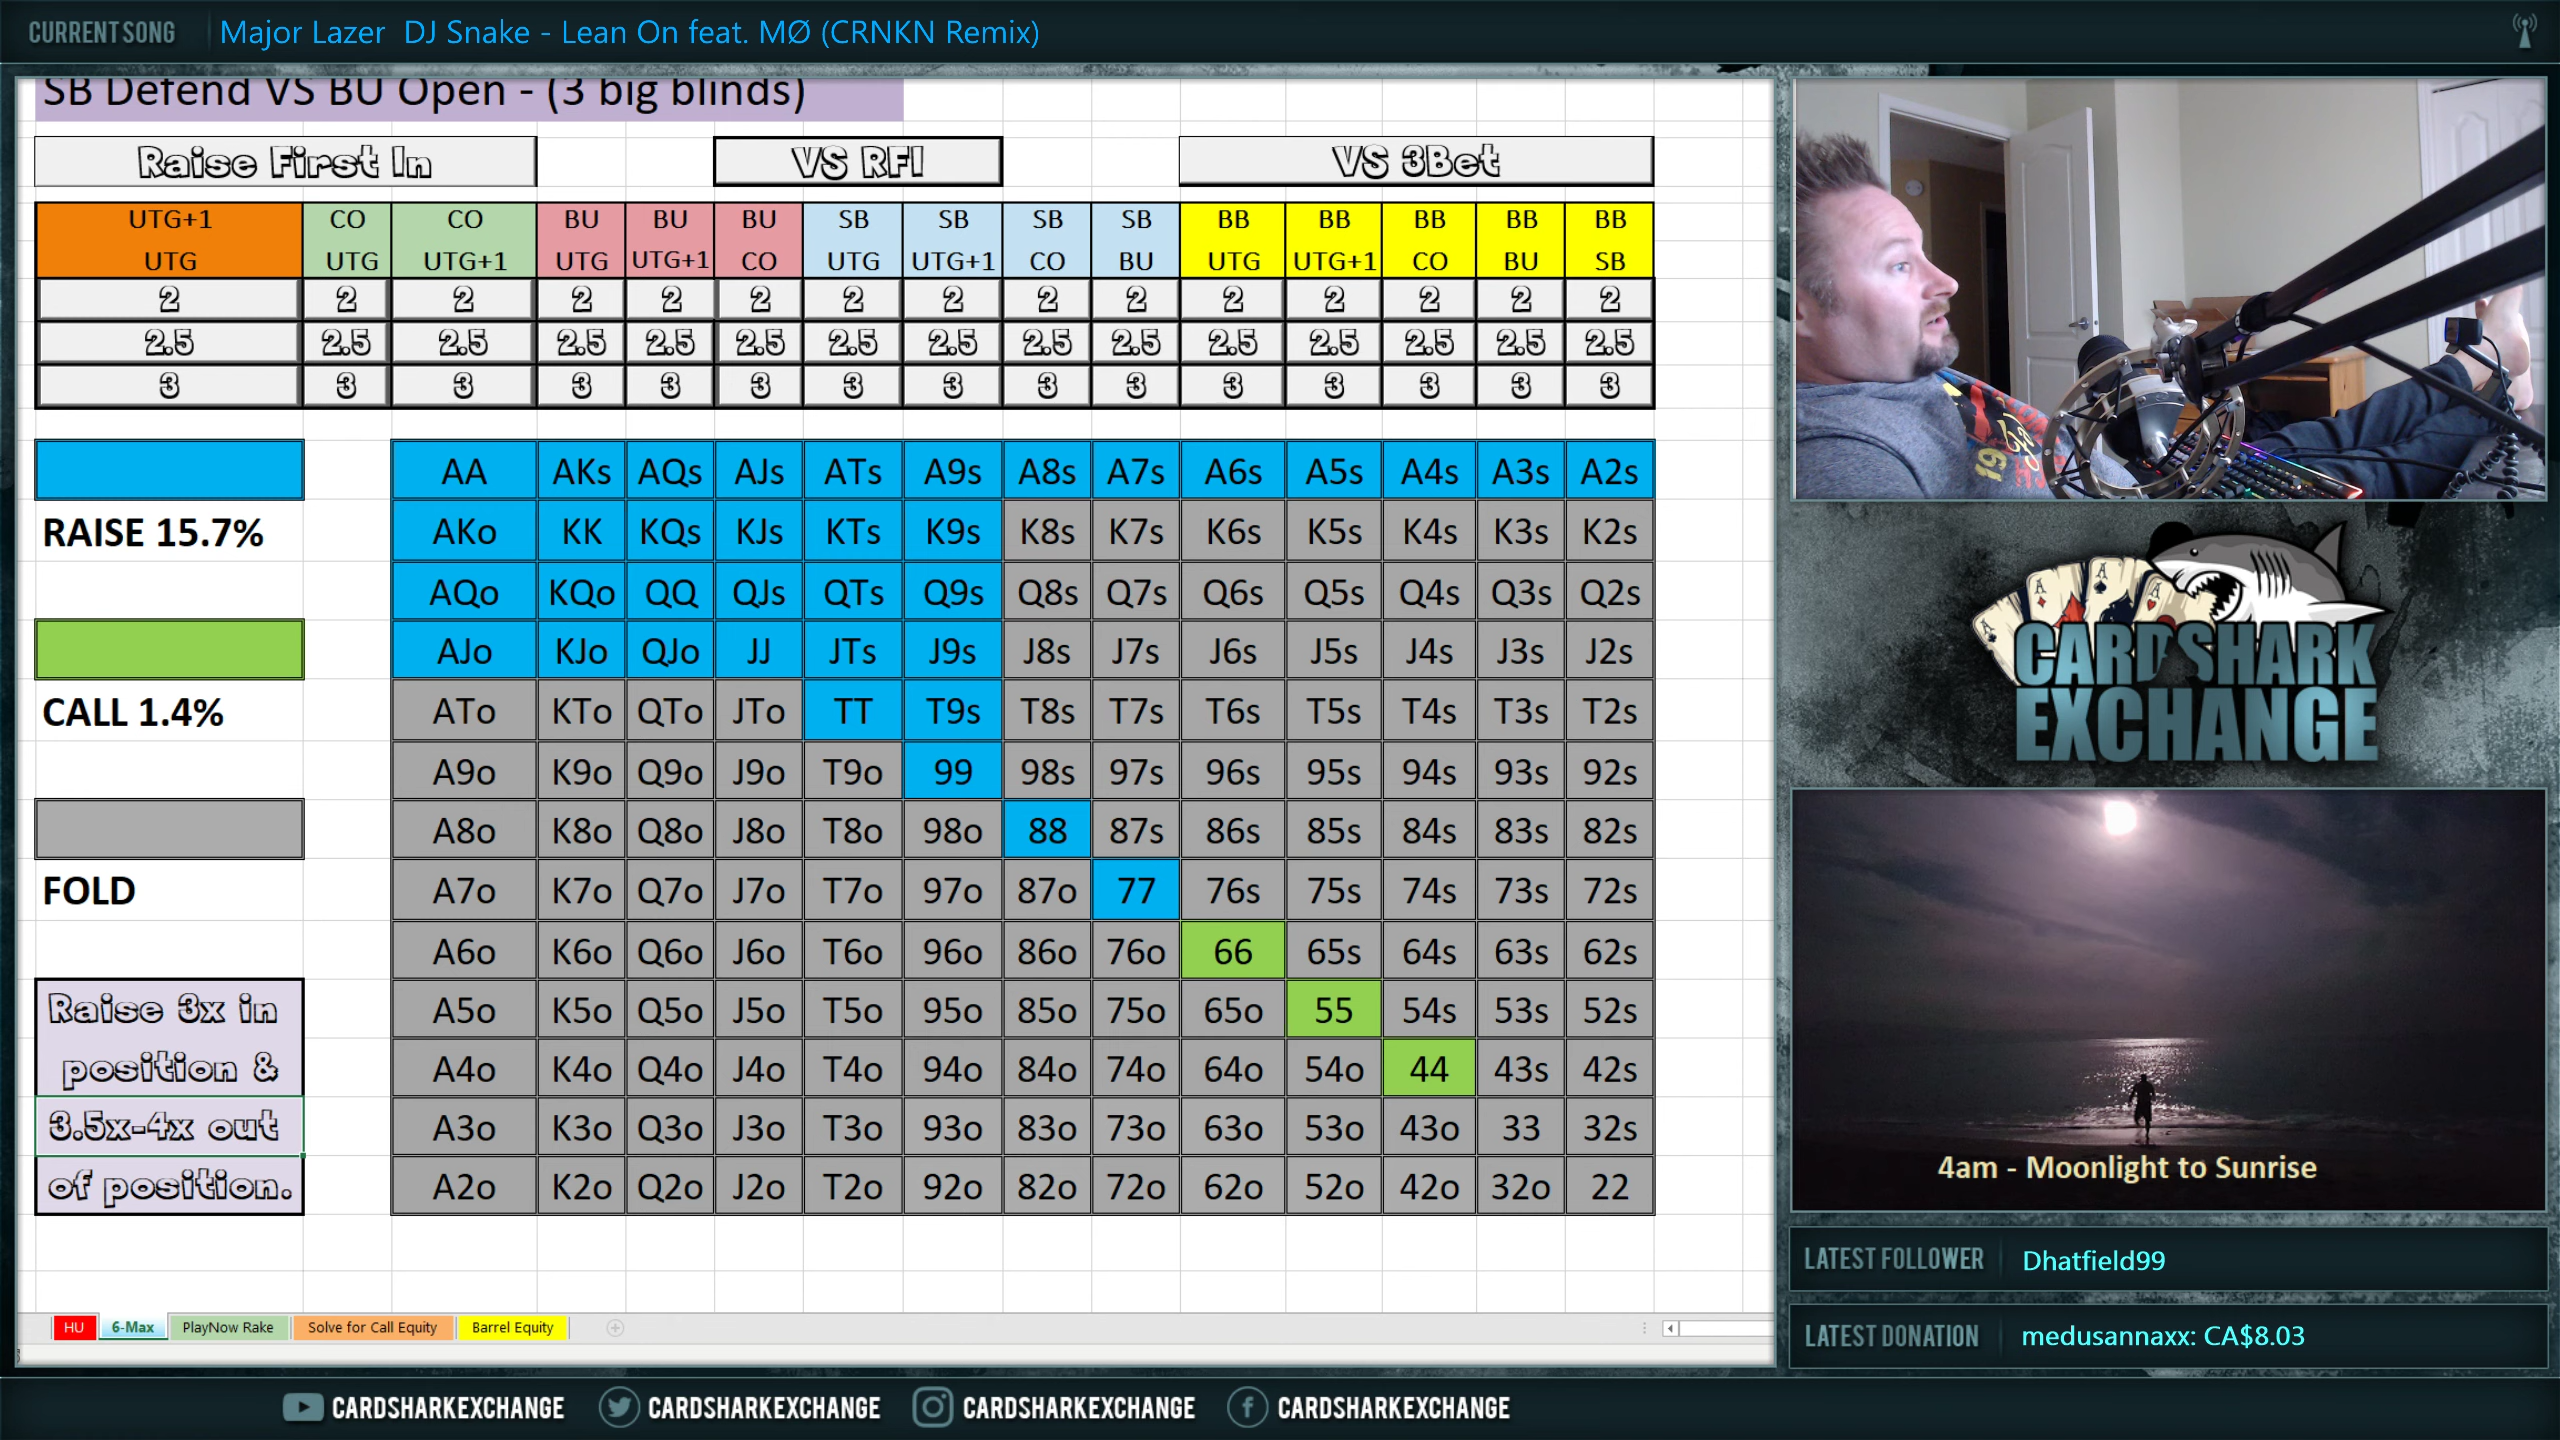 CURRENT SONG Major Lazer  DJ Snake - Lean On feat. MØ (CRNKN Remix)
SB Defend VS BU Open - (3 big blinds)
Raise First In VS RFI VS 3Bet
UTG+1 CO CO BU BU BU SB SB SB SB BB BB BB BB BB
UTG UTG UTG+1 UTG UTG+1 CO UTG UTG+1 CO BU UTG UTG+1 CO BU SB
2 2 2 2 2 2 2 2 2 2 2 2 2 2 2
2.5 2.5 2.5 2.5 2.5 2.5 2.5 2.5 2.5 2.5 2.5 2.5 2.5 2.5 2.5
3 3 3 3 3 3 3 3 3 3 3 3 3 3 3
AA AKs AQs AJs ATs A9s A8s A7s A6s A5s A4s A3s A2s
RAISE 15.7% AKo KK KQs KJs KTs K9s K8s K7s K6s K5s K4s K3s K2s
AQo KQo QQ QJs QTs Q9s Q8s Q7s Q6s Q5s Q4s Q3s Q2s
AJo KJo QJo JJ JTs J9s J8s J7s J6s J5s J4s J3s J2s
CALL 1.4% ATo KTo QTo JTo TT T9s T8s T7s T6s T5s T4s T3s T2s
A9o K9o Q9o J9o T9o 99 98s 97s 96s 95s 94s 93s 92s
A8o K8o Q8o J8o T8o 98o 88 87s 86s 85s 84s 83s 82s
FOLD A7o K7o Q7o J7o T7o 97o 87o 77 76s 75s 74s 73s 72s
A6o K6o Q6o J6o T6o 96o 86o 76o 66 65s 64s 63s 62s
Raise 3x in A5o K5o Q5o J5o T5o 95o 85o 75o 65o 55 54s 53s 52s
position & A4o K4o Q4o J4o T4o 94o 84o 74o 64o 54o 44 43s 42s
3.5x-4x out A3o K3o Q3o J3o T3o 93o 83o 73o 63o 53o 43o 33 32s
of position. A2o K2o Q2o J2o T2o 92o 82o 72o 62o 52o 42o 32o 22
HU 6-Max PlayNow Rake Solve for Call Equity Barrel Equity
CARD SHARK
EXCHANGE
4am - Moonlight to Sunrise
LATEST FOLLOWER Dhatfield99
LATEST DONATION medusannaxx: CA$8.03
CARDSHARKEXCHANGE CARDSHARKEXCHANGE CARDSHARKEXCHANGE CARDSHARKEXCHANGE